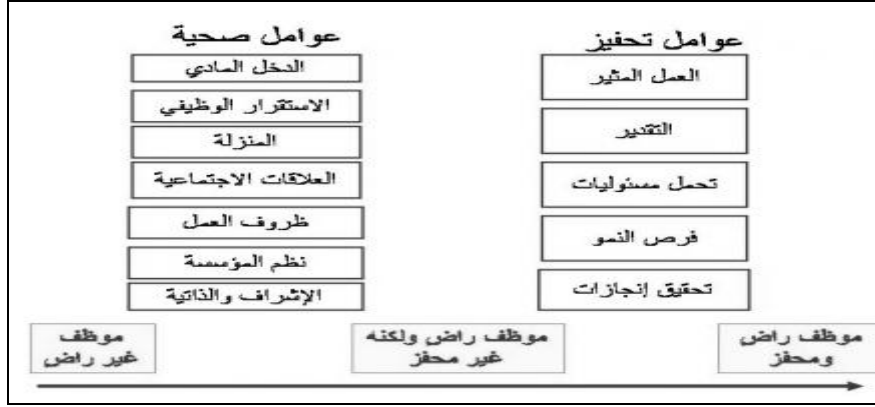 عوامل تحفيز
العمل المثير
التقدير
تحمل مسئوليات
فرص النمو
تحقيق إنجازات
عوامل صحية
الدخل المادي
الاستقرار الوظيفي
المنزلة
العلاقات الاجتماعية
ظروف العمل
نظم المؤسسة
الإشراف والذاتية
موظف راض
ومحفز
موظف راض ولكنه
غير محفز
موظف
غير راض